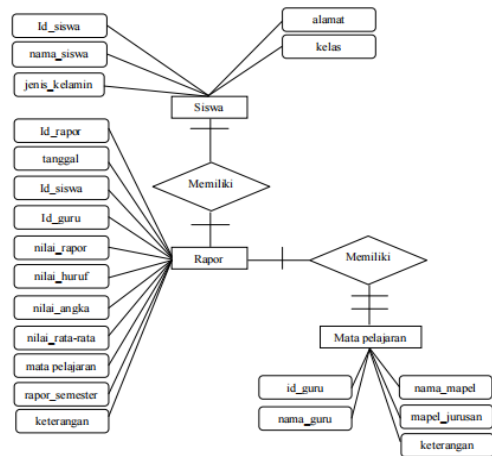 Id_siswa
nama_siswa
jenis_kelamin
alamat
kelas
Siswa
Memiliki
Id_rapor
tanggal
Id_siswa
Id_guru
nilai_rapor
nilai_huruf
nilai_angka
nilai_rata-rata
mata pelajaran
rapor_semester
keterangan
Rapor
Memiliki
Mata pelajaran
id_guru
nama_guru
nama_mapel
mapel_jurusan
keterangan